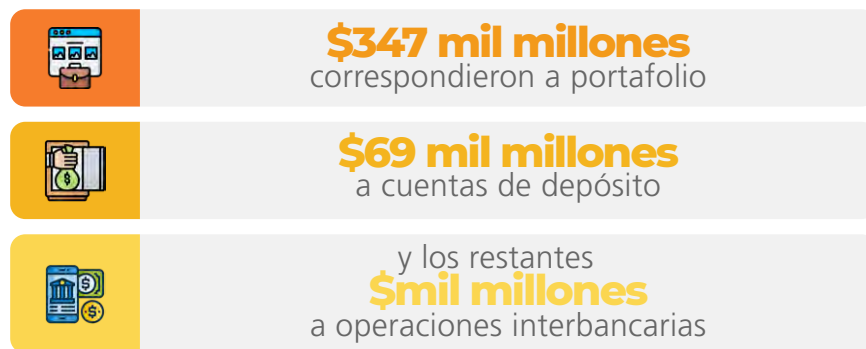 $347 mil millones
correspondieron a portafolio
$69 mil millones
a cuentas de depósito
y los restantes
$mil millones
a operaciones interbancarias